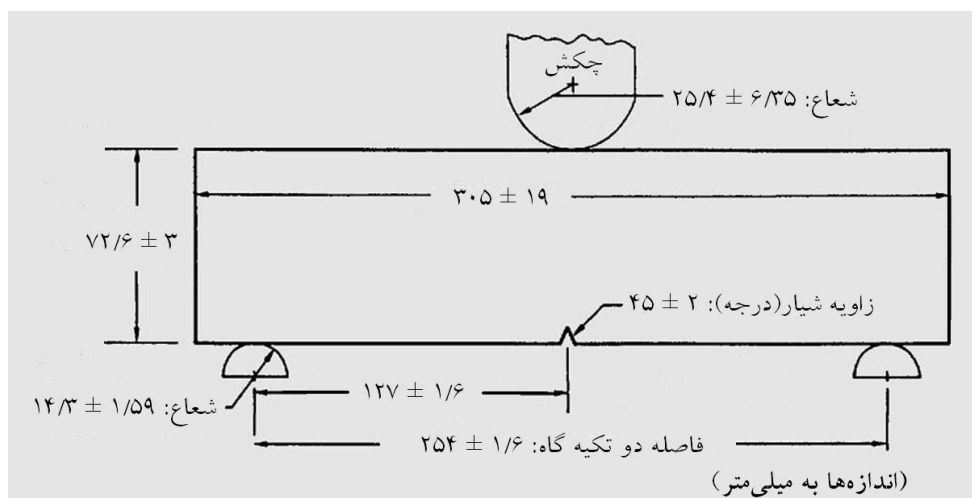 چکش
شعاع: ۲۵/۴ ± ۶/۳۵
۳۰۵ ± ۱۹
۷۲/۶ ± ۳
زاویه شیار(درجه): ۴۵ ± ۲
۱۲۷ ± ۱/۶
شعاع: ۱۴/۳ ± ۱/۵۹
فاصله دو تکیه گاه: ۲۵۴ ± ۱/۶
(اندازه‌ها به میلی‌متر)